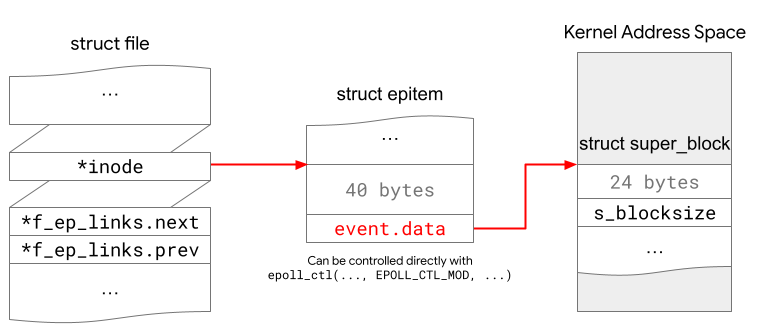 struct file
...
*inode
*f_ep_links.next
*f_ep_links.prev
...
struct epitem
...
40 bytes
event.data
Can be controlled directly with
epoll_ctl(..., EPOLL_CTL_MOD, ...)
Kernel Address Space
struct super_block
24 bytes
s_blocksize
...